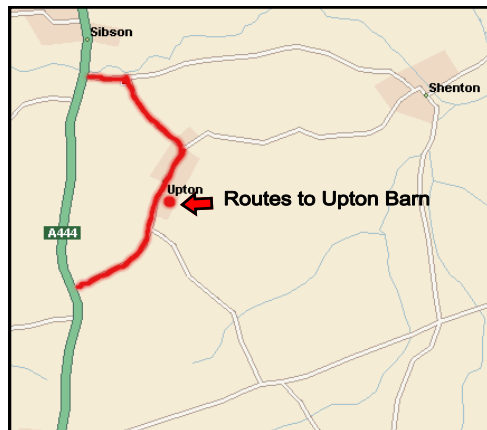 Sibson
Shenton
Upton
Routes to Upton Barn
A444